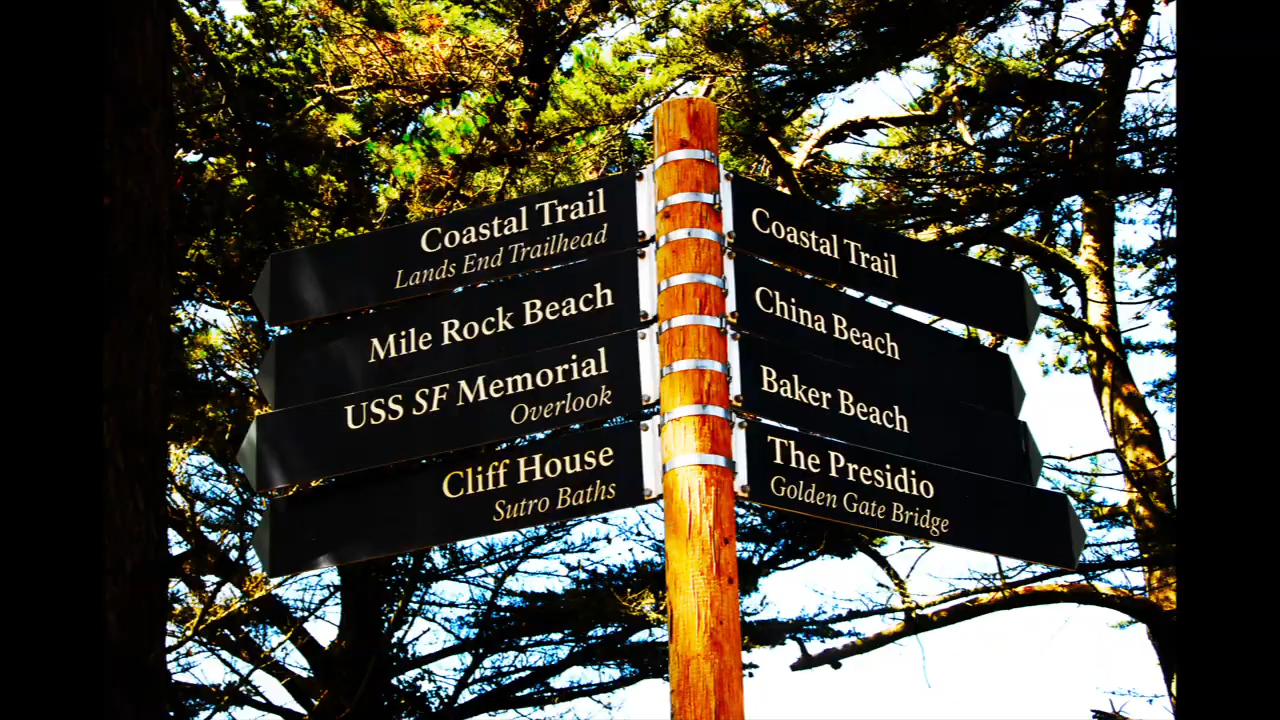 Coastal Trail
Lands End Trailhead
Mile Rock Beach
USS SF Memorial
Overlook
Cliff House
Sutro Baths
Coastal Trail
China Beach
Baker Beach
The Presidio
Golden Gate Bridge